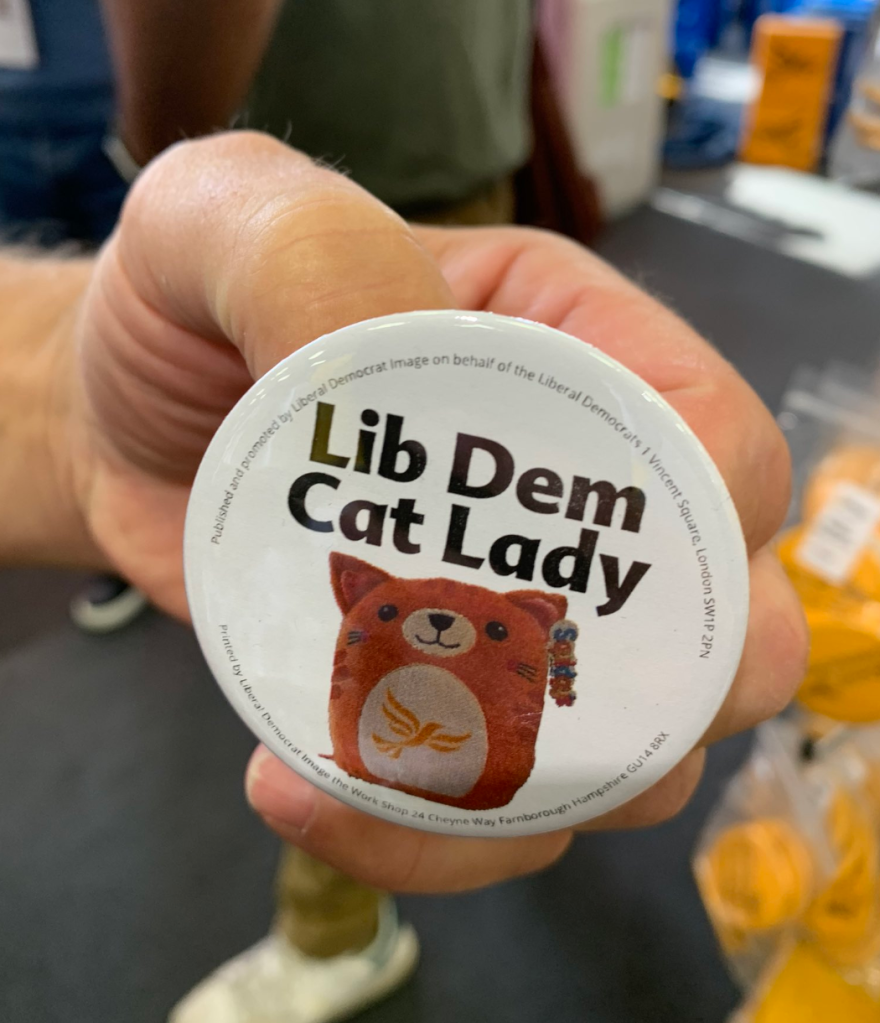 Published and promoted by Liberal Democrat Image on behalf of the Liberal Democrats 1 Vincent Square, London SW1P 2PN
Lib Dem
Cat Lady
Printed by Liberal Democrat Image the Work Shop 24 Cheyne Way Farnborough Hampshire GU14 8RX